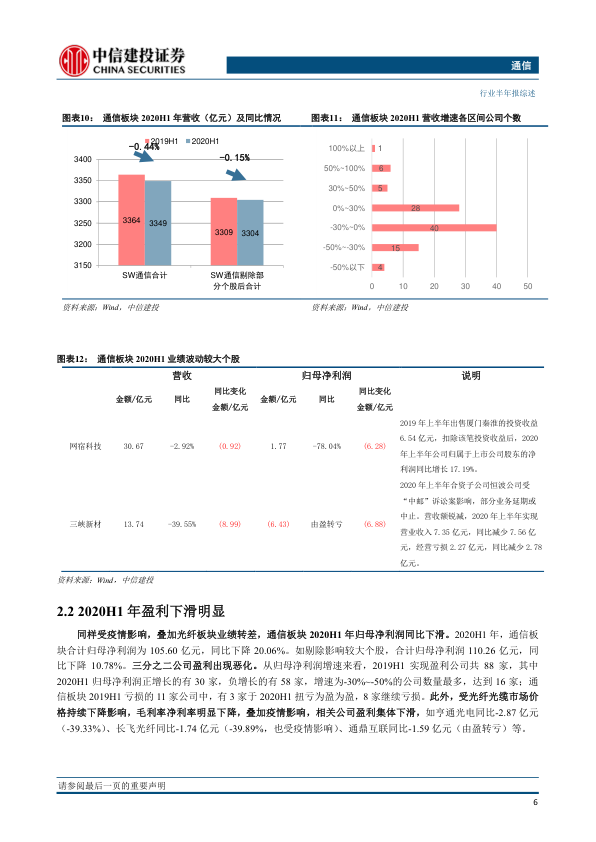 中信建投证券
CHINA SECURITIES
通信
行业半年报综述
图表10: 通信板块 2020H1 年营收（亿元）及同比情况
2019H1 2020H1
-0.44%
-0.15%
3400
3350
3300
3250
3200
3150
3364 3349
3309 3304
SW通信合计
SW通信剔除部
分个股后合计
资料来源：Wind，中信建投
图表11: 通信板块 2020H1 营收增速各区间公司个数
100%以上 1
50%~100% 6
30%~50% 5
0%~30% 28
-30%~0% 40
-50%~-30% 15
-50%以下 4
0 10 20 30 40 50
资料来源：Wind，中信建投
图表12: 通信板块 2020H1 业绩波动较大个股
营收 归母净利润 说明
金额/亿元 同比 同比变化 金额/亿元 金额/亿元 同比 同比变化 金额/亿元
网宿科技 30.67 -2.92% (0.92) 1.77 -78.04% (6.28)
2019 年上半年出售厦门秦淮的投资收益
6.54 亿元，扣除该笔投资收益后，2020
年上半年公司归属于上市公司股东的净
利润同比增长 17.19%。
三峡新材 13.74 -39.55% (8.99) (6.43) 由盈转亏 (6.88)
2020 年上半年合资子公司恒波公司受
“中邮”诉讼案影响，部分业务延期或
中止。营收额锐减，2020 年上半年实现
营业收入 7.35 亿元，同比减少 7.56 亿
元，经营亏损 2.27 亿元，同比减少 2.78
亿元。
资料来源：Wind，中信建投
2.2 2020H1 年盈利下滑明显
同样受疫情影响，叠加光纤板块业绩转差，通信板块 2020H1 年归母净利润同比下滑。2020H1 年，通信板
块合计归母净利润为 105.60 亿元，同比下降 20.06%。如剔除影响较大个股，合计归母净利润 110.26 亿元，同
比下降 10.78%。三分之二公司盈利出现恶化。从归母净利润增速来看，2019H1 实现盈利公司共 88 家，其中
2020H1 归母净利润正增长的有 30 家，负增长的有 58 家，增速为-30%~-50%的公司数量最多，达到 16 家；通
信板块 2019H1 亏损的 11 家公司中，有 3 家于 2020H1 扭亏为盈为盈，8 家继续亏损。此外，受光纤光缆市场价
格持续下降影响，毛利率净利率明显下降，叠加疫情影响，相关公司盈利集体下滑，如亨通光电同比-2.87 亿元
（-39.33%）、长飞光纤同比-1.74 亿元（-39.89%，也受疫情影响）、通鼎互联同比-1.59 亿元（由盈转亏）等。
请参阅最后一页的重要声明
6